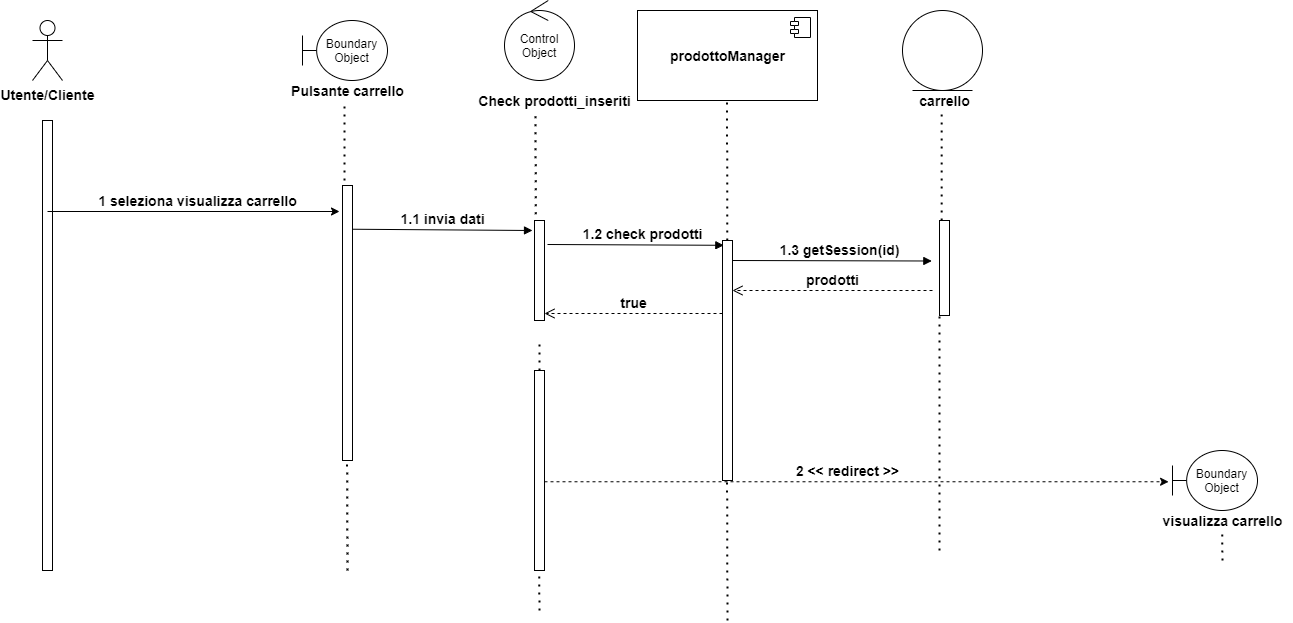 Boundary
Object
Control
Object
prodottoManager
Utente/Cliente
Pulsante carrello
Check prodotti_inseriti
carrello
1 seleziona visualizza carrello
1.1 invia dati
1.2 check prodotti
1.3 getSession(id)
prodotti
true
2 << redirect >>
Boundary
Object
visualizza carrello